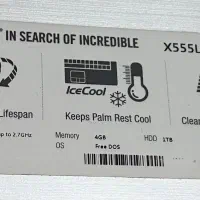 IN SEARCH OF INCREDIBLE
X555L
IceCool
Lifespan
Keeps Palm Rest Cool
Clea
up to 2.7GHz
Memory 4GB HDD 1TB
OS Free DOS